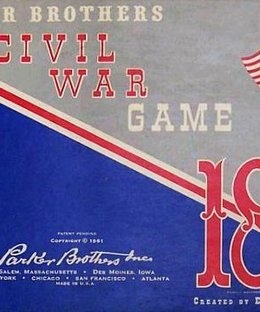 R BROTHERS
CIVIL
WAR
GAME
18
PATENT PENDING
COPYRIGHT © 1961
Parker Brothers Inc.
SALEM, MASSACHUSETTS • DES MOINES, IOWA
YORK • CHICAGO • SAN FRANCISCO • ATLANTA
MADE IN U.S.A.
CREATED BY E